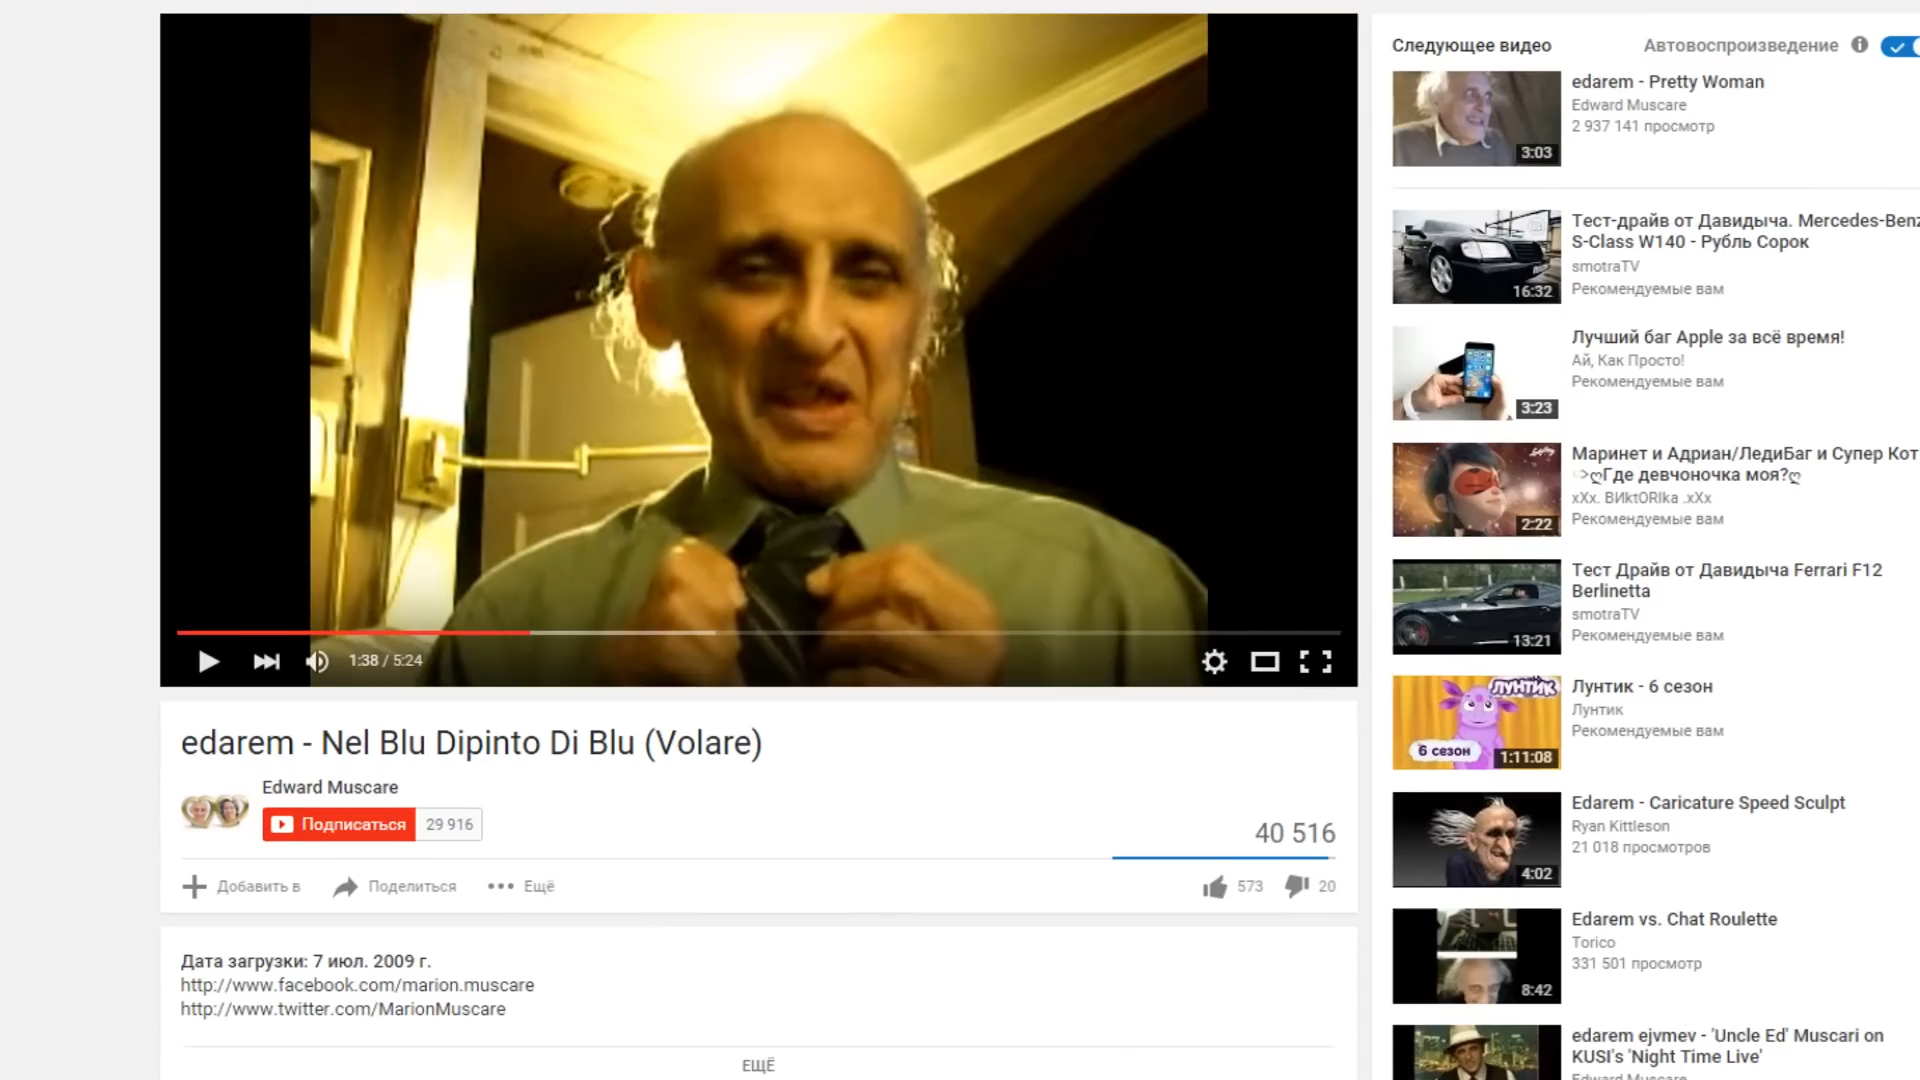 1:38 / 5:24
edarem - Nel Blu Dipinto Di Blu (Volare)
Edward Muscare
Подписаться 29 916
40 516
Добавить в Поделиться Ещё 573 20
Дата загрузки: 7 июл. 2009 г.
http://www.facebook.com/marion.muscare
http://www.twitter.com/MarionMuscare
ЕЩЁ
Следующее видео Автовоспроизведение
edarem - Pretty Woman
Edward Muscare
2 937 141 просмотр
3:03
Тест-драйв от Давидыча. Mercedes-Benz
S-Class W140 - Рубль Сорок
smotraTV
Рекомендуемые вам
16:32
Лучший баг Apple за всё время!
Ай, Как Просто!
Рекомендуемые вам
3:23
Маринет и Адриан/ЛедиБаг и Супер Кот
ღГде девчоночка моя?ღ
xXx. ВИktORIka .xXx
Рекомендуемые вам
2:22
Тест Драйв от Давидыча Ferrari F12
Berlinetta
smotraTV
Рекомендуемые вам
13:21
Лунтик - 6 сезон
Лунтик
Рекомендуемые вам
ЛУНТИК
6 сезон
1:11:08
Edarem - Caricature Speed Sculpt
Ryan Kittleson
21 018 просмотров
4:02
Edarem vs. Chat Roulette
Torico
331 501 просмотр
8:42
edarem ejvmev - 'Uncle Ed' Muscari on
KUSI's 'Night Time Live'
Edward Muscare